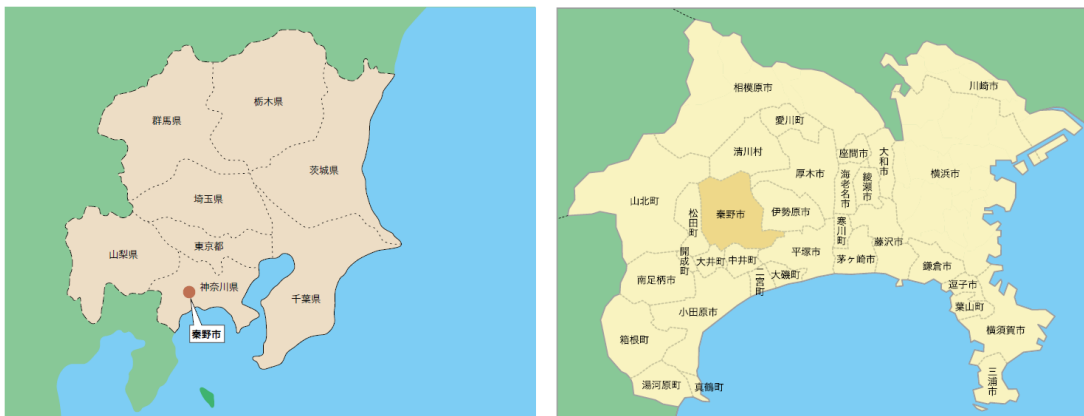 栃木県
群馬県
茨城県
埼玉県
東京都
山梨県
神奈川県
千葉県
秦野市
川崎市
相模原市
愛川町
清川村
座間市
大和市
厚木市
海老名市
綾瀬市
横浜市
山北町
松田町
秦野市
伊勢原市
寒川町
藤沢市
開成町
大井町
中井町
平塚市
茅ヶ崎市
鎌倉市
南足柄市
二宮町
大磯町
逗子市
葉山町
小田原市
横須賀市
箱根町
三浦市
湯河原町
真鶴町